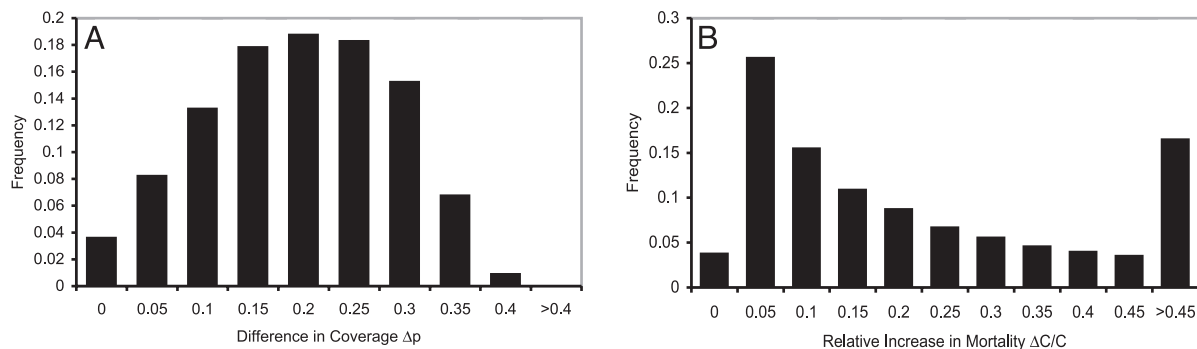 A
Frequency
0.2
0.18
0.16
0.14
0.12
0.1
0.08
0.06
0.04
0.02
0
0 0.05 0.1 0.15 0.2 0.25 0.3 0.35 0.4 >0.4
Difference in Coverage Δp
B
Frequency
0.3
0.25
0.2
0.15
0.1
0.05
0
0 0.05 0.1 0.15 0.2 0.25 0.3 0.35 0.4 0.45 >0.45
Relative Increase in Mortality ΔC/C